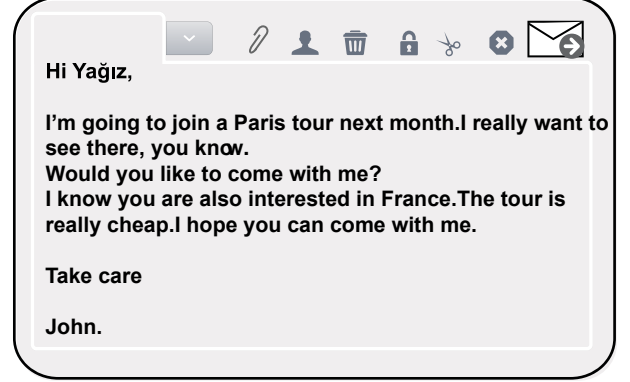 Hi Yağız,
I'm going to join a Paris tour next month.I really want to
see there, you know.
Would you like to come with me?
I know you are also interested in France.The tour is
really cheap.I hope you can come with me.
Take care
John.